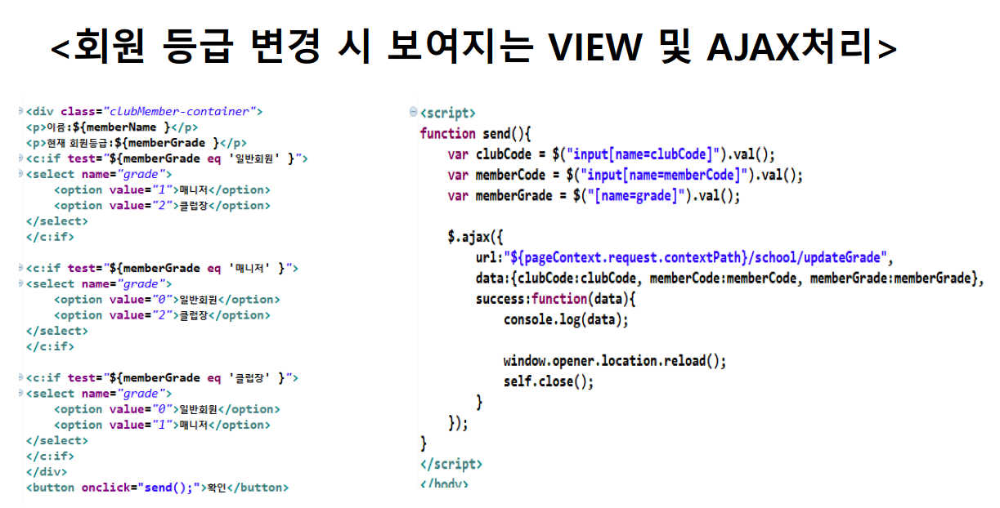 <회원 등급 변경 시 보여지는 VIEW 및 AJAX처리>
<div class="clubMember-container">
<p>이름:${memberName }</p>
<p>현재 회원등급:${memberGrade }</p>
<c:if test="${memberGrade eq '일반회원' }">
<select name="grade">
<option value="1">매니저</option>
<option value="2">클럽장</option>
</select>
</c:if>
<c:if test="${memberGrade eq '매니저' }">
<select name="grade">
<option value="0">일반회원</option>
<option value="2">클럽장</option>
</select>
</c:if>
<c:if test="${memberGrade eq '클럽장' }">
<select name="grade">
<option value="0">일반회원</option>
<option value="1">매니저</option>
</select>
</c:if>
</div>
<button onclick="send();">확인</button>
<script>
function send(){
var clubCode = $("input[name=clubCode]").val();
var memberCode = $("input[name=memberCode]").val();
var memberGrade = $("[name=grade]").val();
$.ajax({
url:"${pageContext.request.contextPath}/school/updateGrade",
data:{clubCode:clubCode, memberCode:memberCode, memberGrade:memberGrade},
success:function(data){
console.log(data);
window.opener.location.reload();
self.close();
}
});
}
</script>
</body>